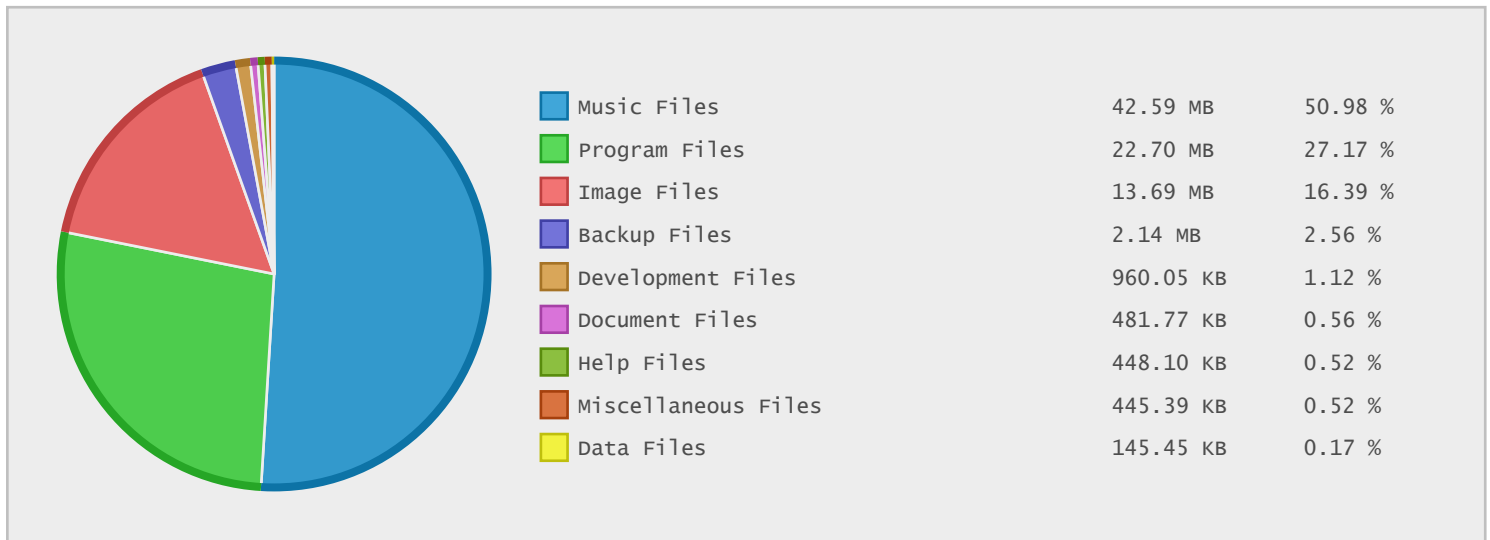 Music Files 42.59 MB 50.98 %
Program Files 22.70 MB 27.17 %
Image Files 13.69 MB 16.39 %
Backup Files 2.14 MB 2.56 %
Development Files 960.05 KB 1.12 %
Document Files 481.77 KB 0.56 %
Help Files 448.10 KB 0.52 %
Miscellaneous Files 445.39 KB 0.52 %
Data Files 145.45 KB 0.17 %